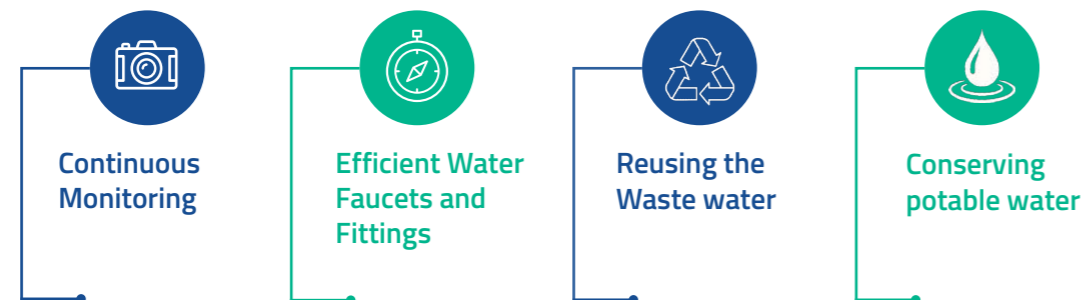 Continuous
Monitoring
Efficient Water
Faucets and
Fittings
Reusing the
Waste water
Conserving
potable water